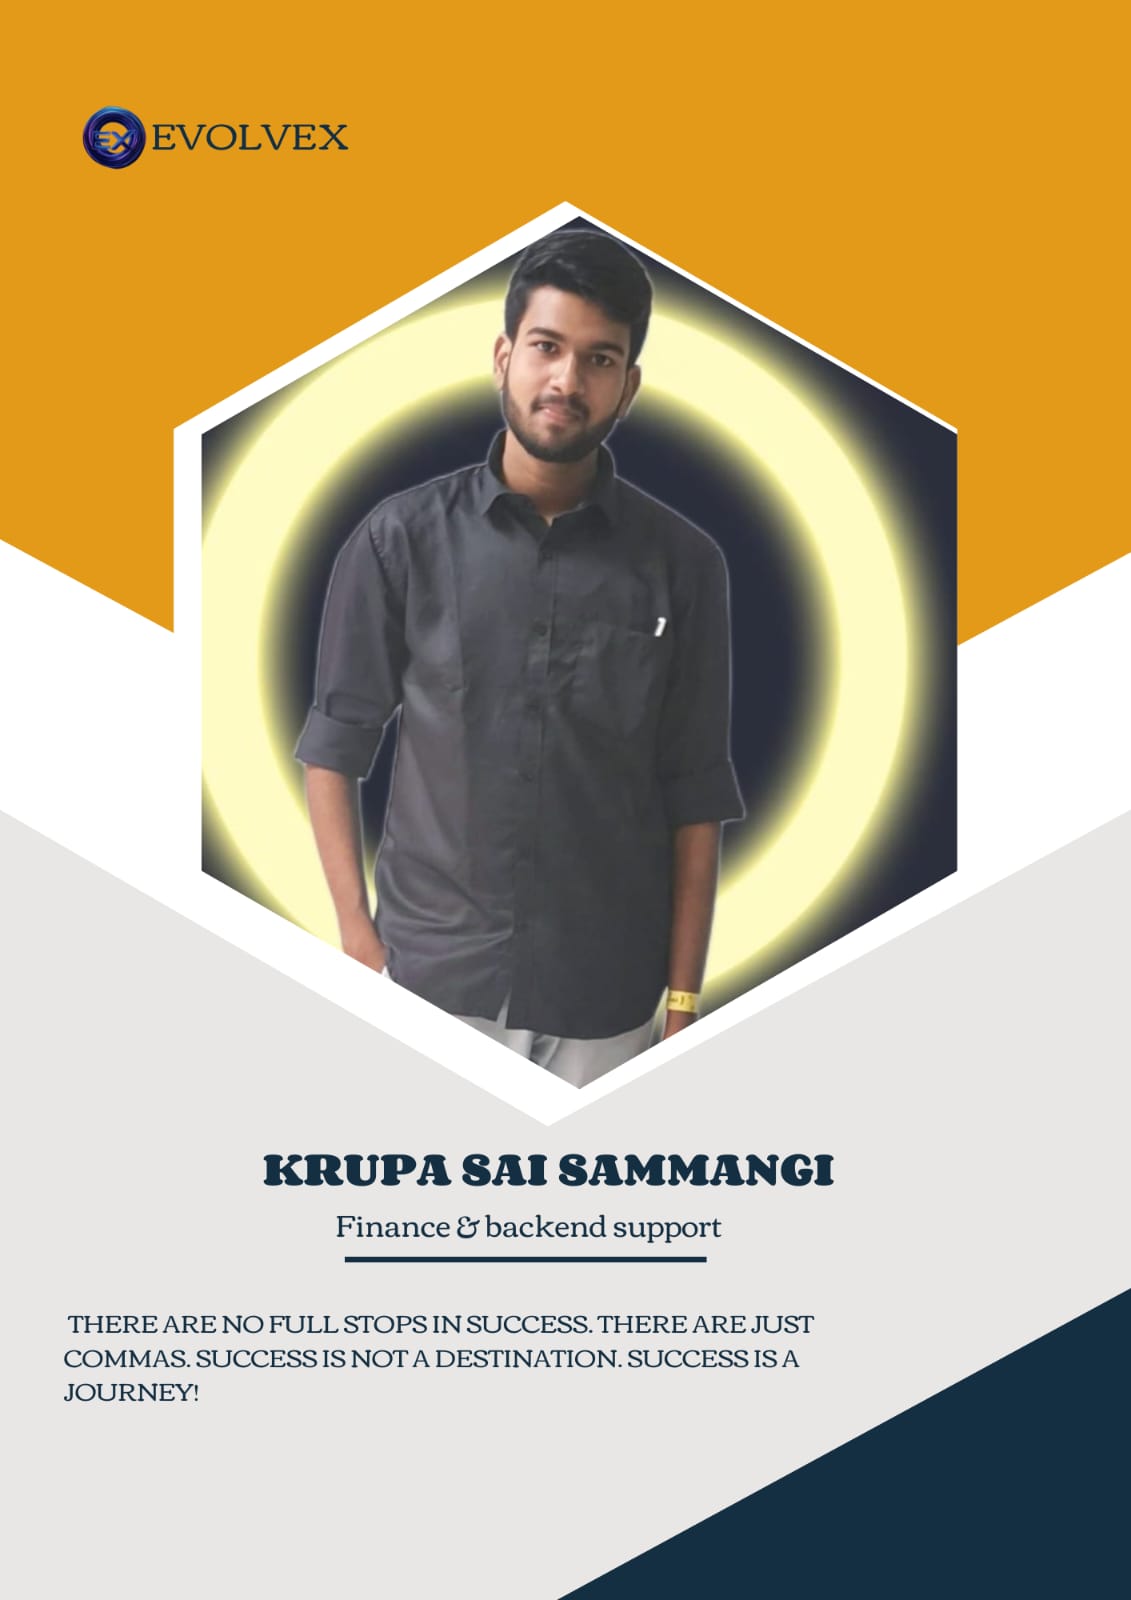 EX EVOLVEX
KRUPA SAI SAMMANGI
Finance & backend support
THERE ARE NO FULL STOPS IN SUCCESS. THERE ARE JUST
COMMAS. SUCCESS IS NOT A DESTINATION. SUCCESS IS A
JOURNEY!